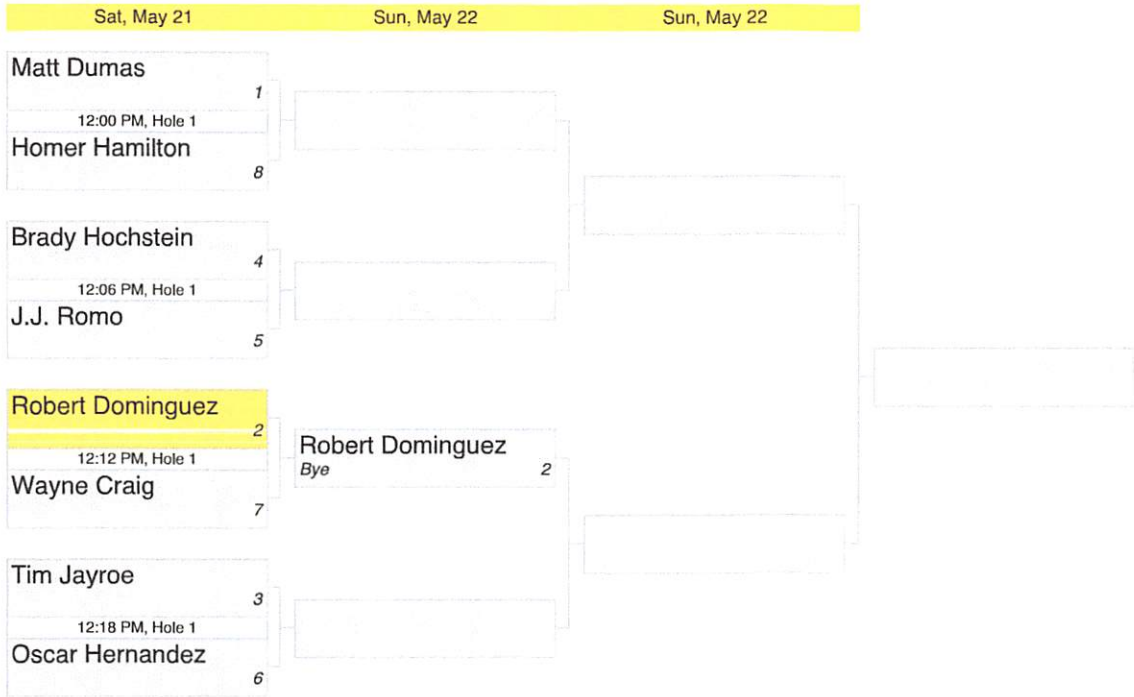 Sat, May 21 Sun, May 22 Sun, May 22
Matt Dumas
1
12:00 PM, Hole 1
Homer Hamilton
8
Brady Hochstein
4
12:06 PM, Hole 1
J.J. Romo
5
Robert Dominguez
2
12:12 PM, Hole 1
Wayne Craig
7
Robert Dominguez
Bye 2
Tim Jayroe
3
12:18 PM, Hole 1
Oscar Hernandez
6